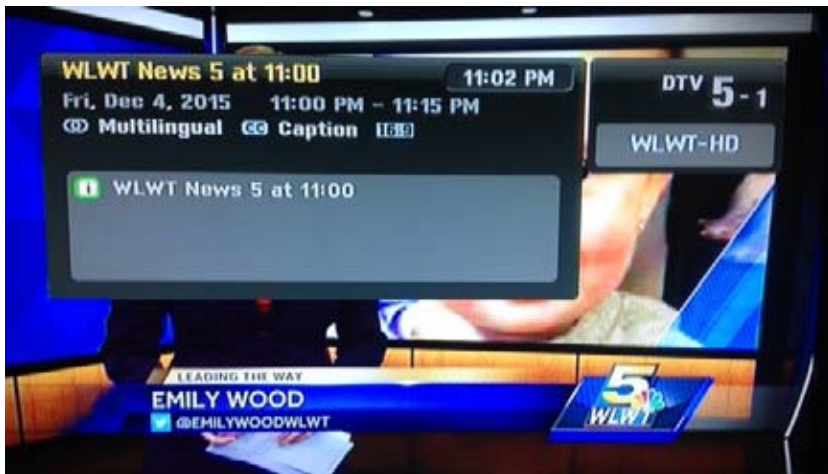 WLWT News 5 at 11:00
11:02 PM
Fri, Dec 4, 2015 11:00 PM - 11:15 PM
Multilingual CC Caption 16:9
DTV 5-1
WLWT-HD
i WLWT News 5 at 11:00
LEADING THE WAY
EMILY WOOD
@EMILYWOODWLWT
5
WLWT